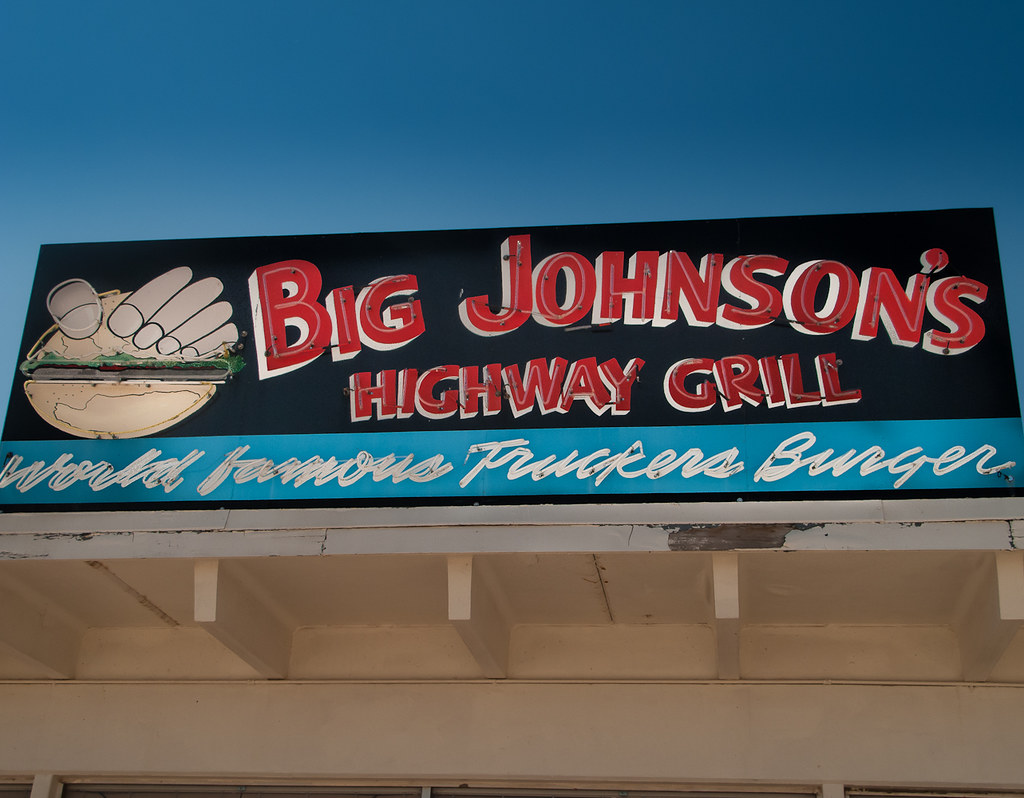 BIG JOHNSON'S
HIGHWAY GRILL
World famous Truckers Burger